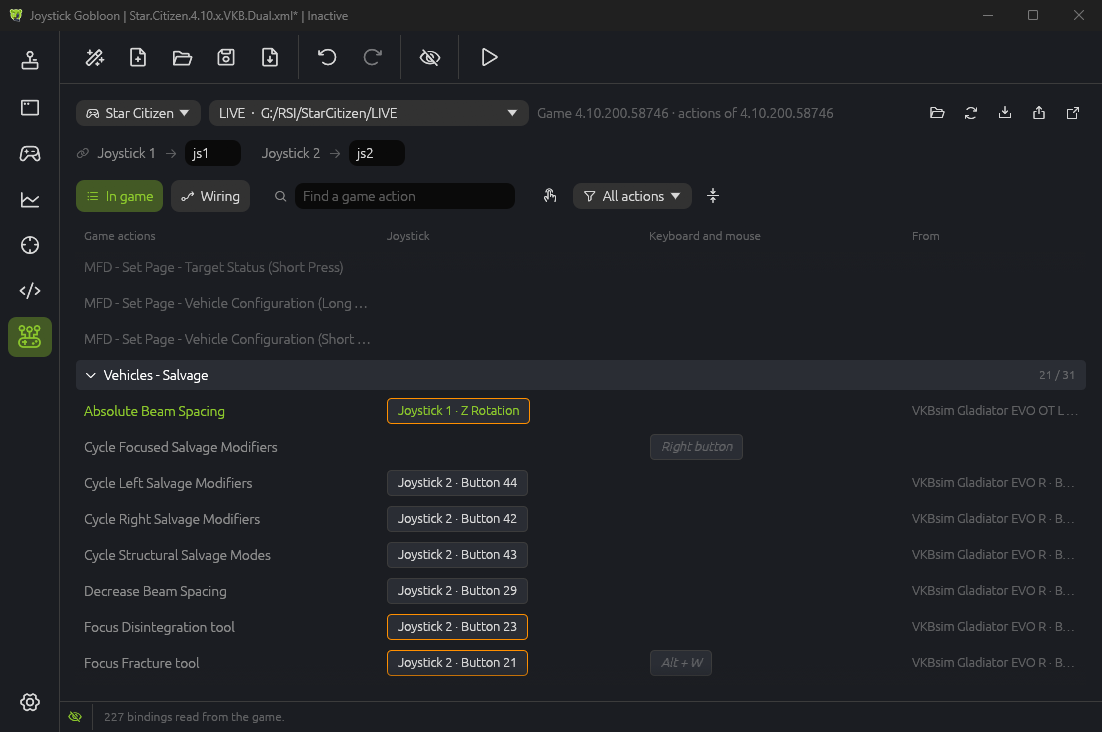 Joystick Gobloon | Star.Citizen.4.10.x.VKB.Dual.xml* | Inactive
Star Citizen
LIVE · G:/RSI/StarCitizen/LIVE
Game 4.10.200.58746 · actions of 4.10.200.58746
Joystick 1 → js1 Joystick 2 → js2
In game Wiring Find a game action All actions
Game actions Joystick Keyboard and mouse From
MFD - Set Page - Target Status (Short Press)
MFD - Set Page - Vehicle Configuration (Long ...
MFD - Set Page - Vehicle Configuration (Short ...
Vehicles - Salvage 21 / 31
Absolute Beam Spacing Joystick 1 · Z Rotation VKBsim Gladiator EVO OT L ...
Cycle Focused Salvage Modifiers Right button
Cycle Left Salvage Modifiers Joystick 2 · Button 44 VKBsim Gladiator EVO R · B...
Cycle Right Salvage Modifiers Joystick 2 · Button 42 VKBsim Gladiator EVO R · B...
Cycle Structural Salvage Modes Joystick 2 · Button 43 VKBsim Gladiator EVO R · B...
Decrease Beam Spacing Joystick 2 · Button 29 VKBsim Gladiator EVO R · B...
Focus Disintegration tool Joystick 2 · Button 23 VKBsim Gladiator EVO R · B...
Focus Fracture tool Joystick 2 · Button 21 Alt + W VKBsim Gladiator EVO R · B...
227 bindings read from the game.